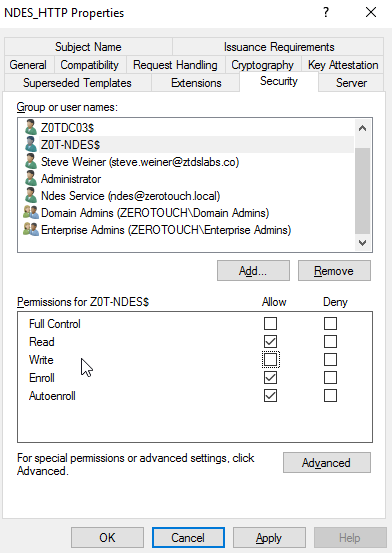 NDES_HTTP Properties
? ×
Subject Name Issuance Requirements
General Compatibility Request Handling Cryptography Key Attestation
Superseded Templates Extensions Security Server
Group or user names:
Z0TDC03$
Z0T-NDES$
Steve Weiner (steve.weiner@ztdslabs.co)
Administrator
Ndes Service (ndes@zerotouch.local)
Domain Admins (ZEROTOUCH\Domain Admins)
Enterprise Admins (ZEROTOUCH\Enterprise Admins)
Add... Remove
Permissions for Z0T-NDES$ Allow Deny
Full Control
Read
Write
Enroll
Autoenroll
For special permissions or advanced settings, click
Advanced.
Advanced
OK Cancel Apply Help